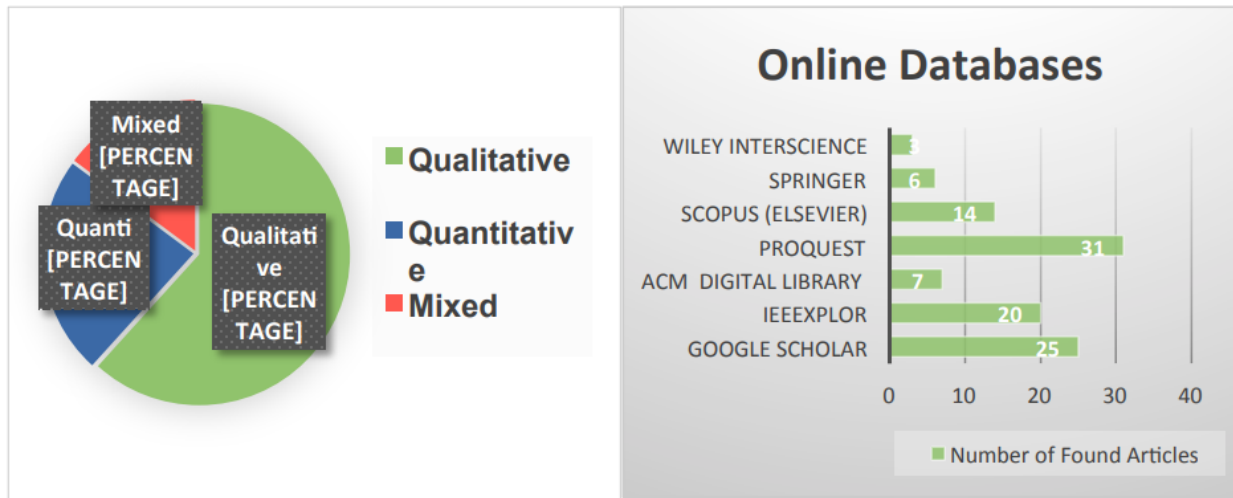 Mixed
[PERCEN
TAGE]
Quanti
[PERCEN
TAGE]
Qualitati
ve
[PERCEN
TAGE]
Qualitative
Quantitativ
e
Mixed
Online Databases
WILEY INTERSCIENCE
3
SPRINGER
6
SCOPUS (ELSEVIER)
14
PROQUEST
31
ACM DIGITAL LIBRARY
7
IEEEXPLOR
20
GOOGLE SCHOLAR
25
0 10 20 30 40
Number of Found Articles